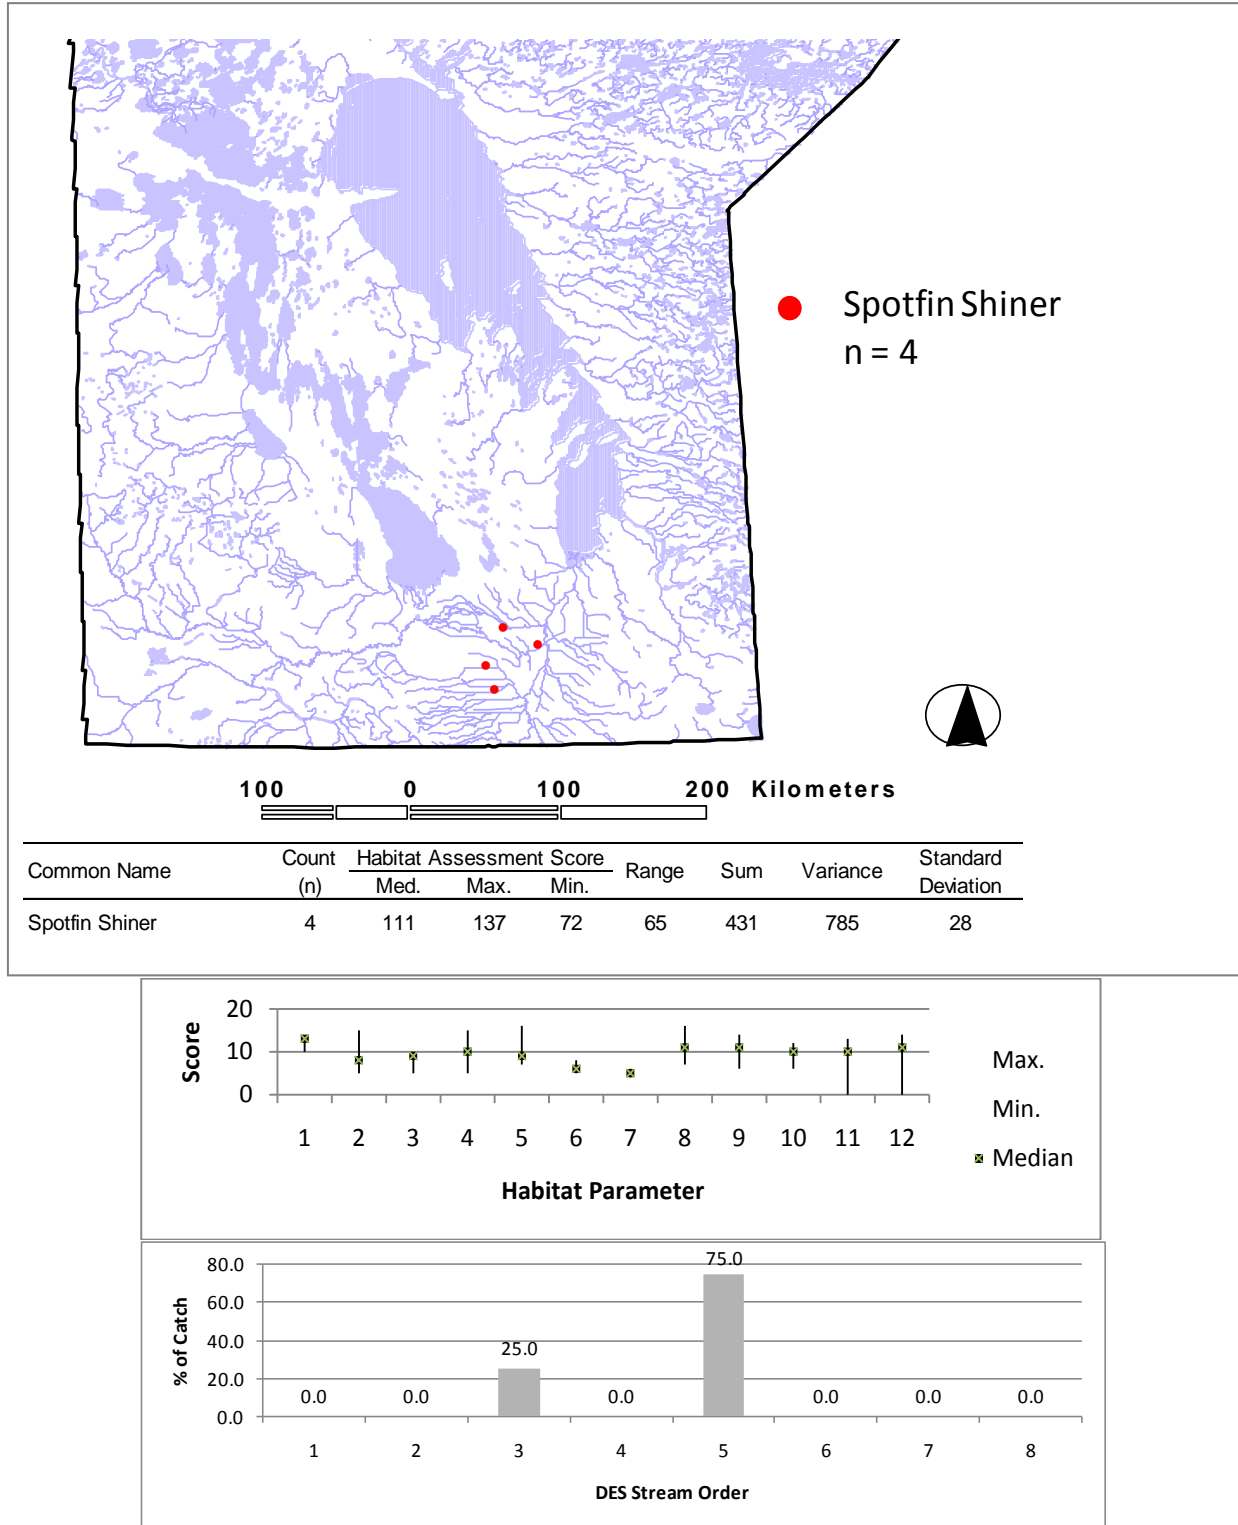 Spotfin Shiner
n = 4
100 0 100 200 Kilometers
Common Name Count (n) Habitat Assessment Score Range Sum Variance Standard Deviation
Med. Max. Min.
Spotfin Shiner 4 111 137 72 65 431 785 28
20
10
0
Score
1 2 3 4 5 6 7 8 9 10 11 12
Habitat Parameter
Max.
Min.
Median
80.0
60.0
40.0
20.0
0.0
% of Catch
0.0 0.0 25.0 0.0 75.0 0.0 0.0 0.0
1 2 3 4 5 6 7 8
DES Stream Order